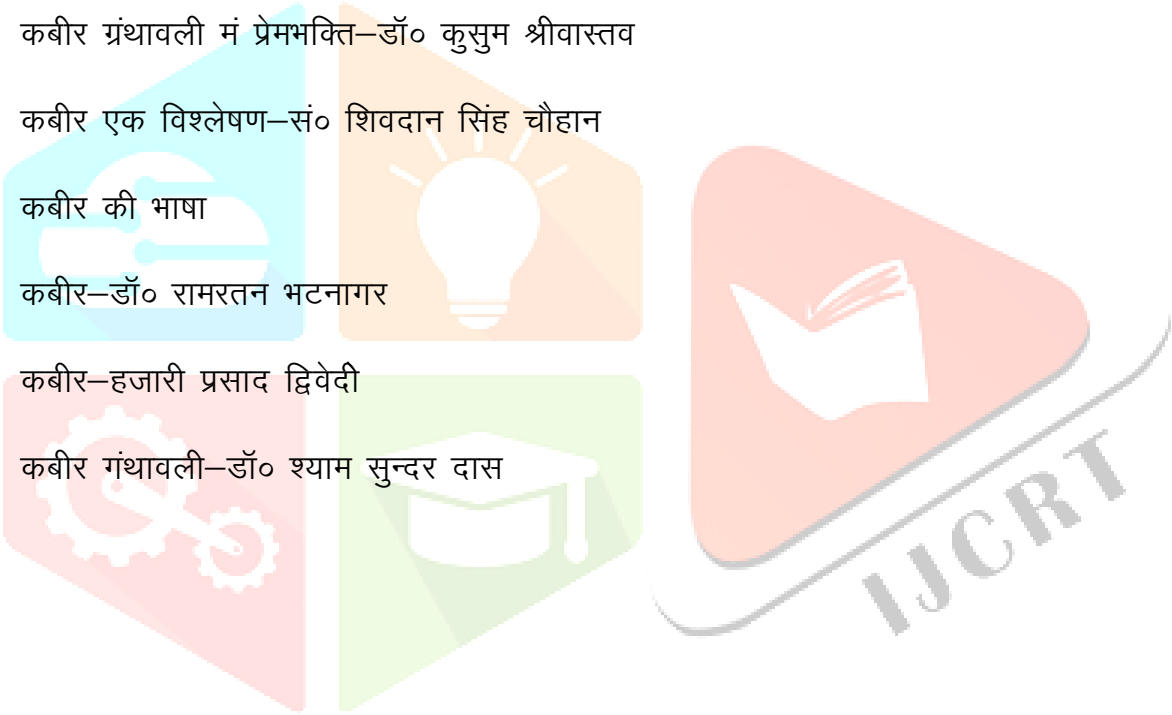 कबीर ग्रंथावली मं प्रेमभक्ति–डॉ० कुसुम श्रीवास्तव
कबीर एक विश्लेषण–सं० शिवदान सिंह चौहान
कबीर की भाषा
कबीर–डॉ० रामरतन भटनागर
कबीर–हजारी प्रसाद द्विवेदी
कबीर गंथावली–डॉ० श्याम सुन्दर दास
IJCRT